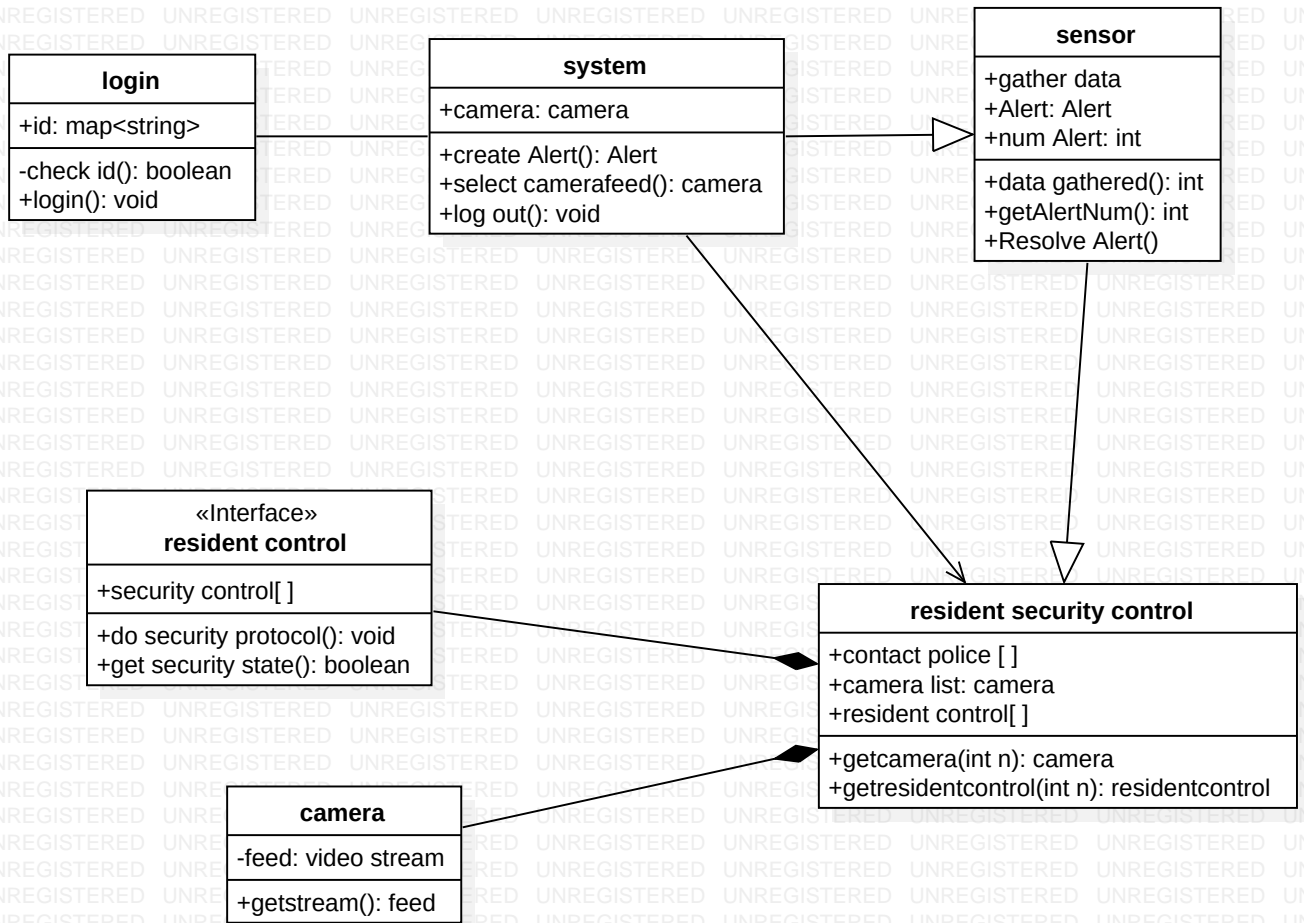 login
+id: map<string>
-check id(): boolean
+login(): void
system
+camera: camera
+create Alert(): Alert
+select camerafeed(): camera
+log out(): void
sensor
+gather data
+Alert: Alert
+num Alert: int
+data gathered(): int
+getAlertNum(): int
+Resolve Alert()
«Interface»
resident control
+security control[ ]
+do security protocol(): void
+get security state(): boolean
resident security control
+contact police [ ]
+camera list: camera
+resident control[ ]
+getcamera(int n): camera
+getresidentcontrol(int n): residentcontrol
camera
-feed: video stream
+getstream(): feed
UNREGISTERED